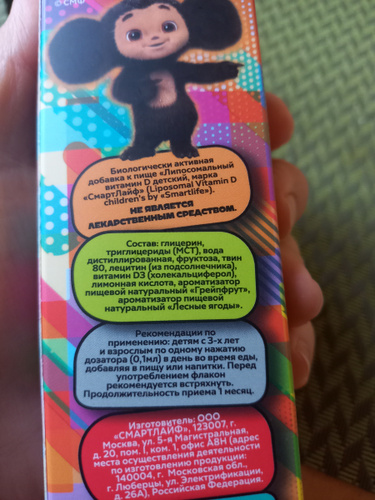 © СМФ
Биологически активная
добавка к пище «Липосомальный
витамин D детский, марка
«СмартЛайф» (Liposomal Vitamin D
children's by «Smartlife»).
НЕ ЯВЛЯЕТСЯ
ЛЕКАРСТВЕННЫМ СРЕДСТВОМ.
Состав: глицерин,
триглицериды (МСТ), вода
дистиллированная, фруктоза, твин
80, лецитин (из подсолнечника),
витамин D3 (холекальциферол),
лимонная кислота, ароматизатор
пищевой натуральный «Грейпфрут»,
ароматизатор пищевой
натуральный «Лесные ягоды».
Рекомендации по
применению: детям с 3-х лет
и взрослым по одному нажатию
дозатора (0,1мл) в день во время еды,
добавляя в пищу или напитки. Перед
употреблением флакон
рекомендуется встряхнуть.
Продолжительность приема 1 месяц.
Изготовитель: ООО
«СМАРТЛАЙФ», 123007, г.
Москва, ул. 5-я Магистральная,
д. 20, пом. I, ком. 1, офис А8Н (адрес
места осуществления деятельности
по изготовлению продукции:
140004, г. Московская обл.,
г. Люберцы, ул. Электрификации,
д. 26А), Российская Федерация.